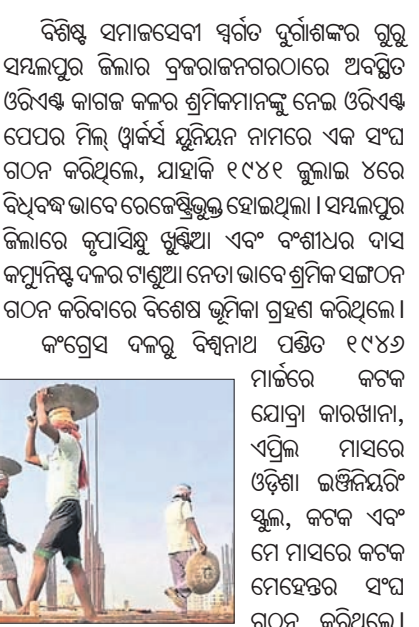 ବିଶିଷ୍ଟ ସମାଜସେବୀ ସ୍ୱର୍ଗତ ଦୁର୍ଗାଶଙ୍କର ଗୁରୁ
ସମ୍ବଲପୁର ଜିଲାର ବ୍ରଜରାଜନଗରଠାରେ ଅବସ୍ଥିତ
ଓରିଏଣ୍ଟ କାଗଜ କଳର ଶ୍ରମିକମାନଙ୍କୁ ନେଇ ଓରିଏଣ୍ଟ
ପେପର ମିଲ୍ ୱାର୍କର୍ସ ୟୁନିୟନ ନାମରେ ଏକ ସଂଘ
ଗଠନ କରିଥିଲେ, ଯାହାକି ୧୯୪୧ ଜୁଲାଇ ୪ରେ
ବିଧିବଦ୍ଧ ଭାବେ ରେଜେଷ୍ଟ୍ରିଭୁକ୍ତ ହୋଇଥିଲା । ସମ୍ବଲପୁର
ଜିଲାରେ କୃପାସିନ୍ଧୁ ଖୁଣ୍ଟିଆ ଏବଂ ବଂଶୀଧର ଦାସ
କମ୍ୟୁନିଷ୍ଟ ଦଳର ଟାଣୁଆ ନେତା ଭାବେ ଶ୍ରମିକ ସଙ୍ଗଠନ
ଗଠନ କରିବାରେ ବିଶେଷ ଭୂମିକା ଗ୍ରହଣ କରିଥିଲେ ।
କଂଗ୍ରେସ ଦଳରୁ ବିଶ୍ୱନାଥ ପଣ୍ଡିତ ୧୯୪୬
ମାର୍ଚ୍ଚରେ କଟକ
ଯୋବ୍ରା କାରଖାନା,
ଏପ୍ରିଲ ମାସରେ
ଓଡ଼ିଶା ଇଞ୍ଜିନିୟରିଂ
ସ୍କୁଲ, କଟକ ଏବଂ
ମେ ମାସରେ କଟକ
ମେହେନ୍ତର ସଂଘ
ଗଠନ କରିଥିଲେ ।